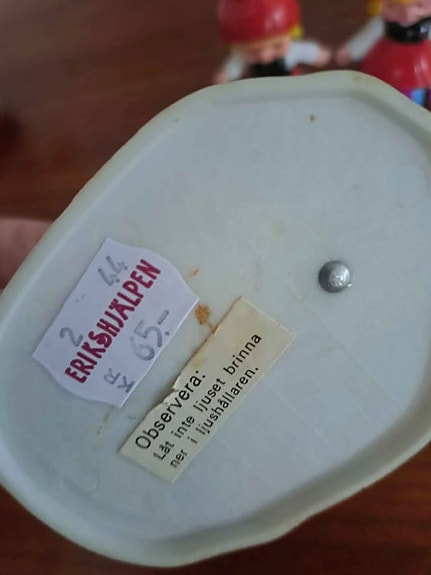 2 44
ERIKSHJÄLPEN
KR 65.-
Observera:
Låt inte ljuset brinna
ner i ljushållaren.